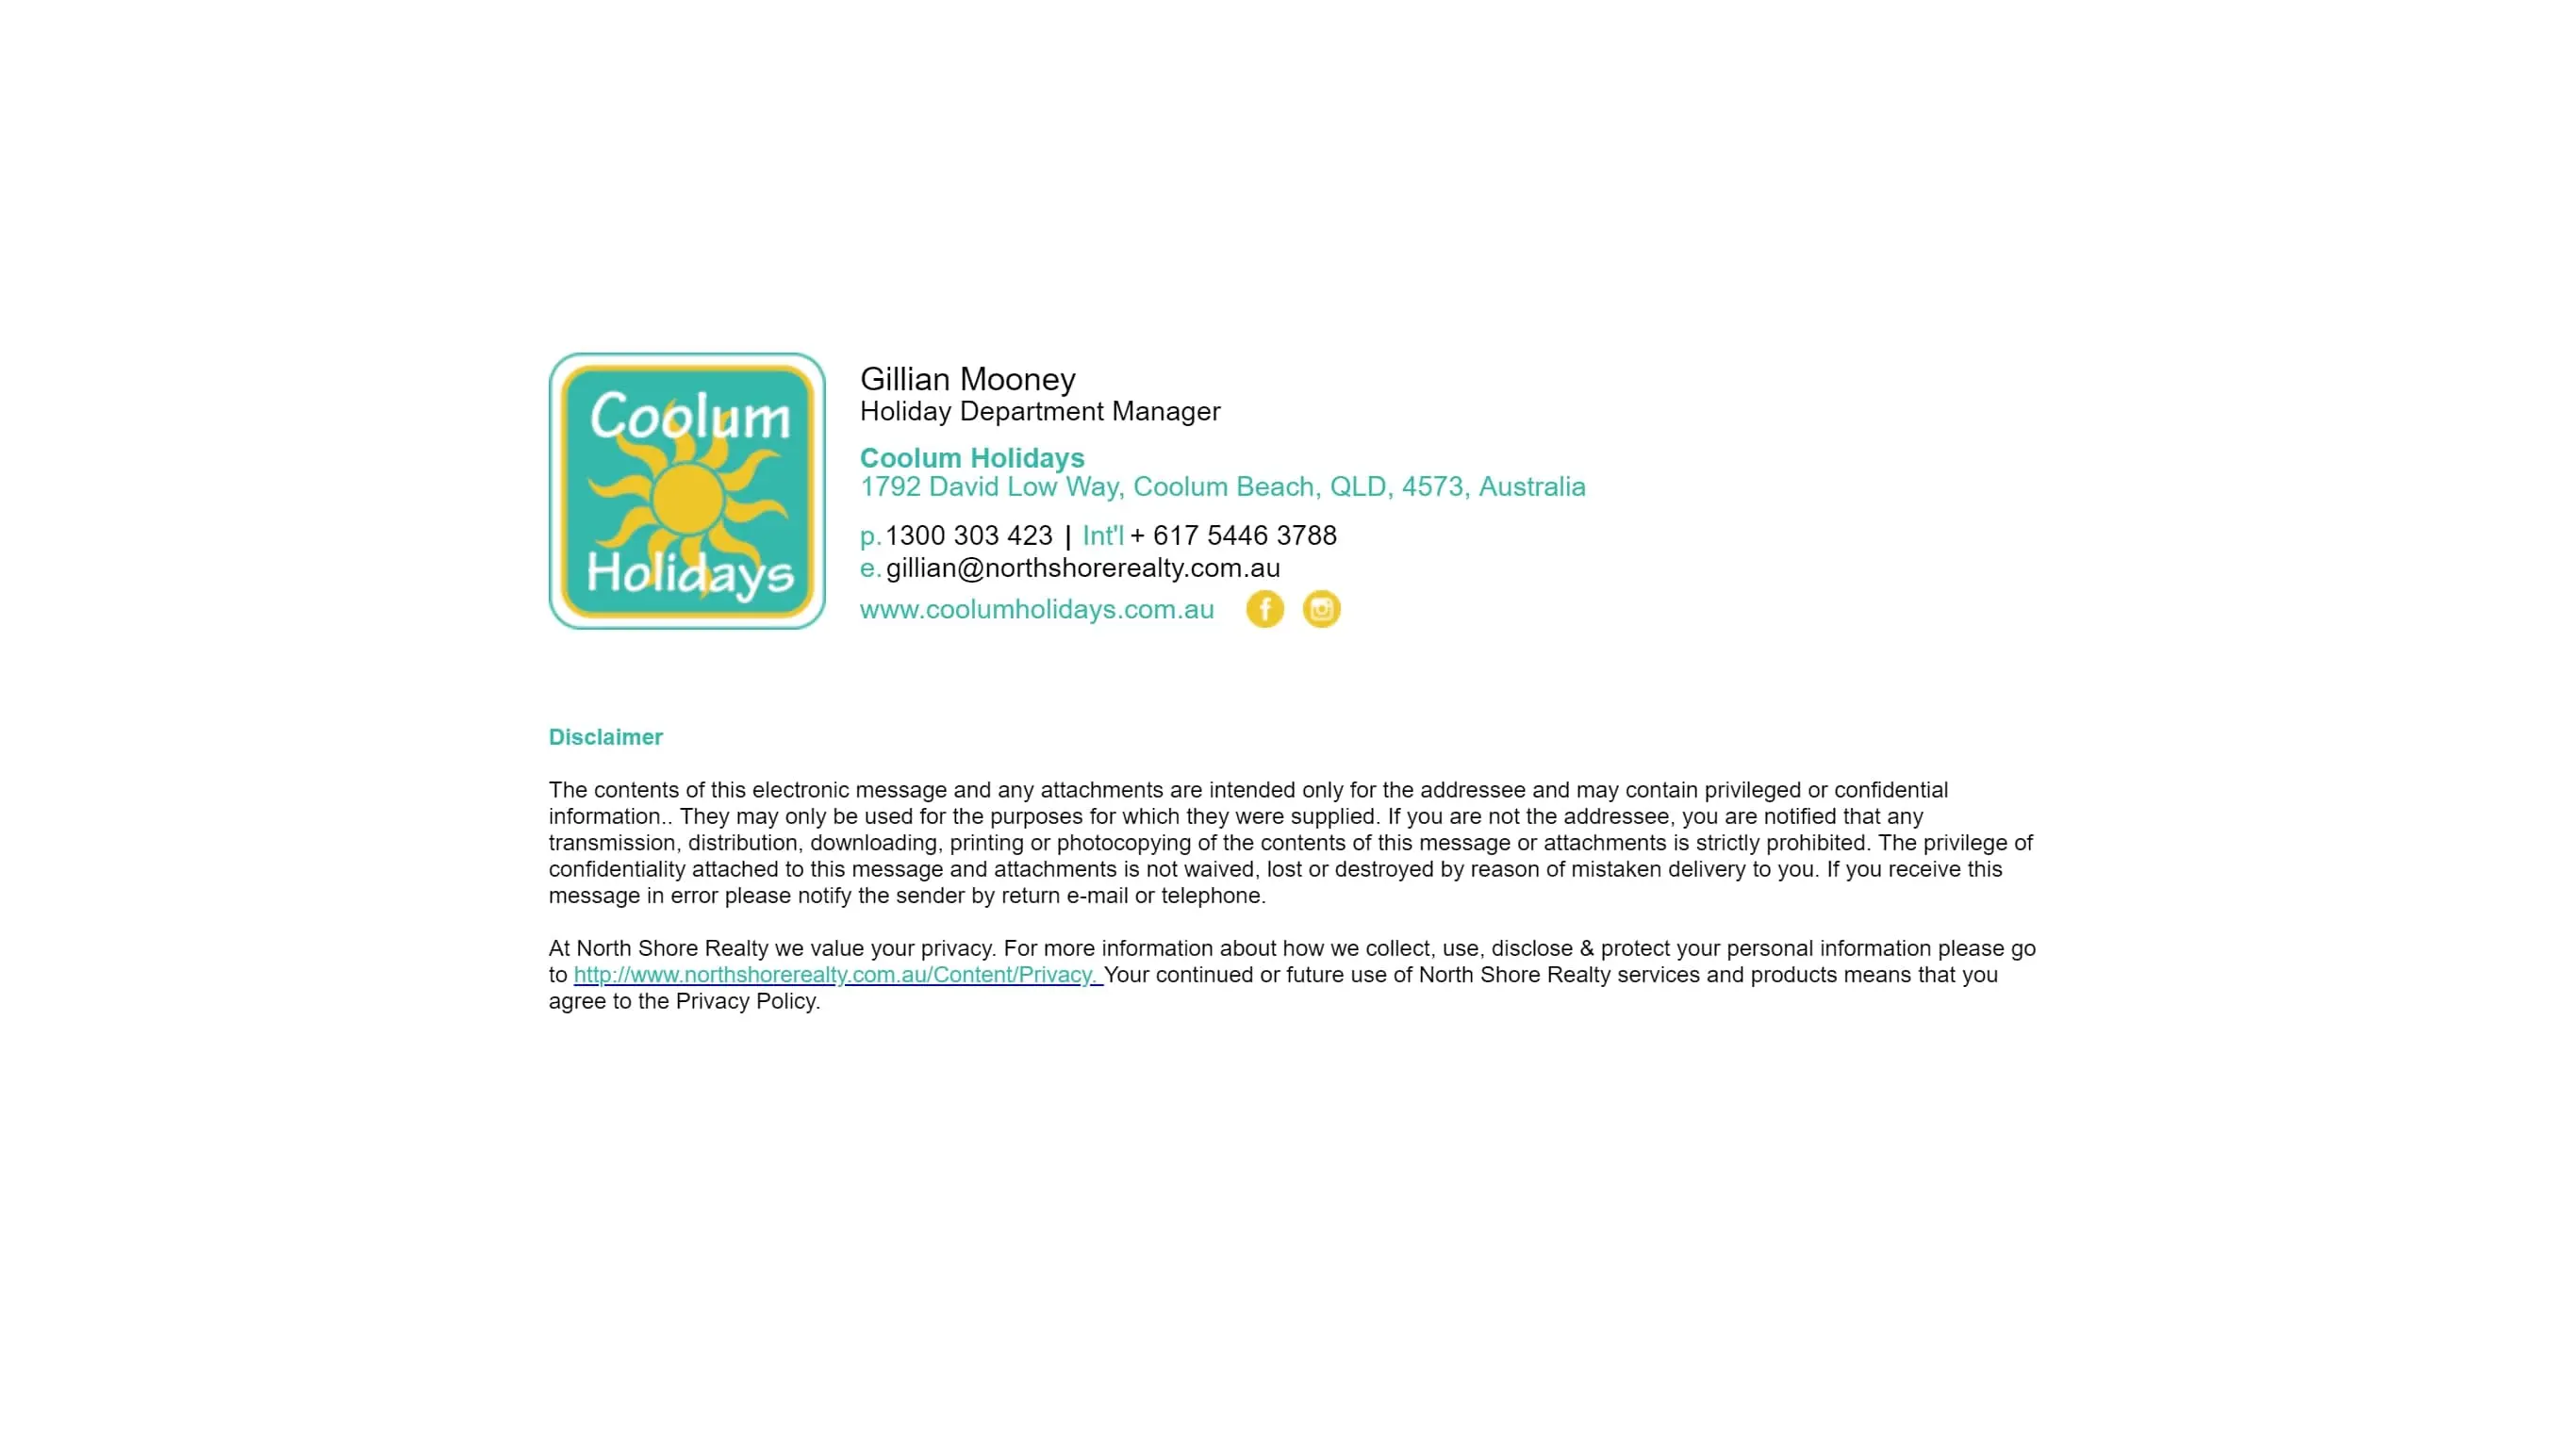 Coolum
Holidays
Gillian Mooney
Holiday Department Manager
Coolum Holidays
1792 David Low Way, Coolum Beach, QLD, 4573, Australia
p. 1300 303 423 | Int'l + 617 5446 3788
e. gillian@northshorerealty.com.au
www.coolumholidays.com.au
Disclaimer
The contents of this electronic message and any attachments are intended only for the addressee and may contain privileged or confidential
information.. They may only be used for the purposes for which they were supplied. If you are not the addressee, you are notified that any
transmission, distribution, downloading, printing or photocopying of the contents of this message or attachments is strictly prohibited. The privilege of
confidentiality attached to this message and attachments is not waived, lost or destroyed by reason of mistaken delivery to you. If you receive this
message in error please notify the sender by return e-mail or telephone.
At North Shore Realty we value your privacy. For more information about how we collect, use, disclose & protect your personal information please go
to http://www.northshorerealty.com.au/Content/Privacy. Your continued or future use of North Shore Realty services and products means that you
agree to the Privacy Policy.